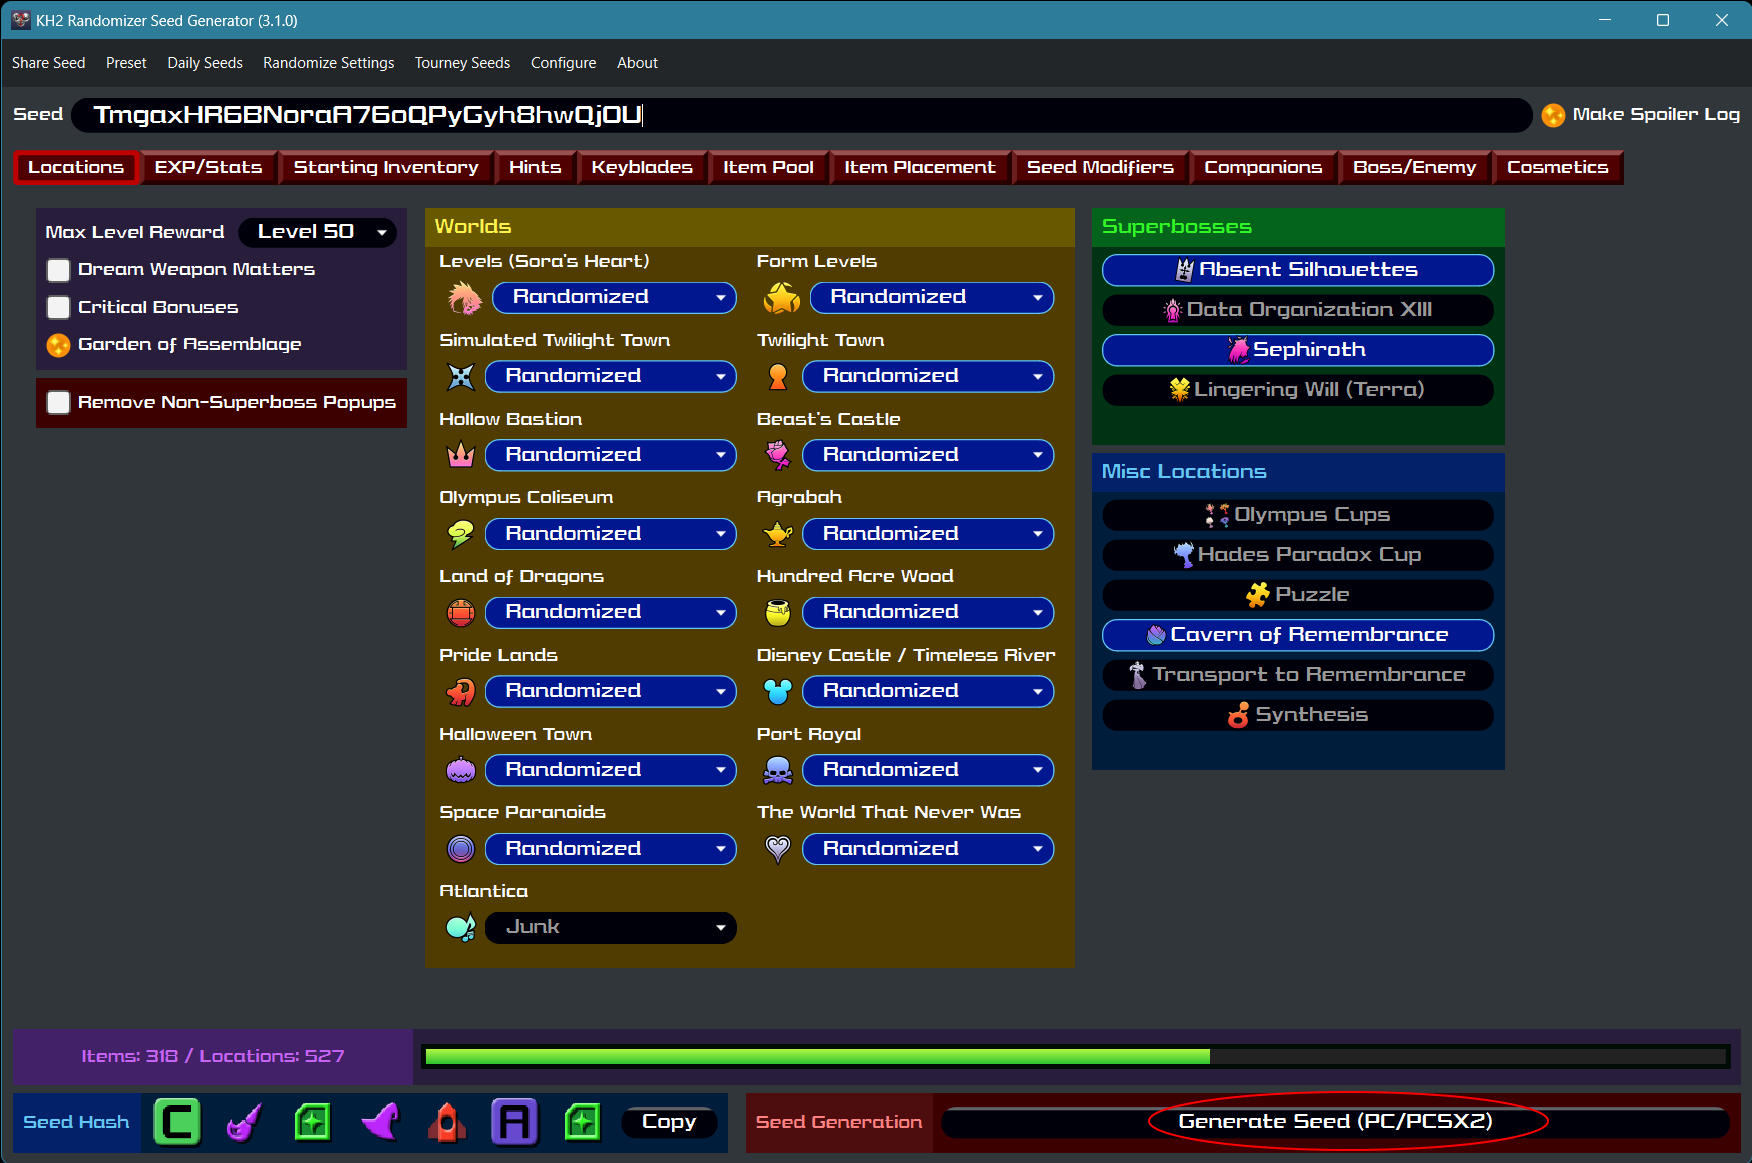 KH2 Randomizer Seed Generator (3.1.0)
Share Seed Preset Daily Seeds Randomize Settings Tourney Seeds Configure About
Seed TmgaxHR6BNoraA76oQPyGyh8hwQj0U Make Spoiler Log
Locations EXP/Stats Starting Inventory Hints Keyblades Item Pool Item Placement Seed Modifiers Companions Boss/Enemy Cosmetics
Max Level Reward Level 50
Dream Weapon Matters
Critical Bonuses
Garden of Assemblage
Remove Non-Superboss Popups
Worlds
Levels (Sora's Heart) Form Levels
Randomized Randomized
Simulated Twilight Town Twilight Town
Randomized Randomized
Hollow Bastion Beast's Castle
Randomized Randomized
Olympus Coliseum Agrabah
Randomized Randomized
Land of Dragons Hundred Acre Wood
Randomized Randomized
Pride Lands Disney Castle / Timeless River
Randomized Randomized
Halloween Town Port Royal
Randomized Randomized
Space Paranoids The World That Never Was
Randomized Randomized
Atlantica
Junk
Superbosses
Absent Silhouettes
Data Organization XIII
Sephiroth
Lingering Will (Terra)
Misc Locations
Olympus Cups
Hades Paradox Cup
Puzzle
Cavern of Remembrance
Transport to Remembrance
Synthesis
Items: 318 / Locations: 527
Seed Hash C A Copy Seed Generation Generate Seed (PC/PCSX2)